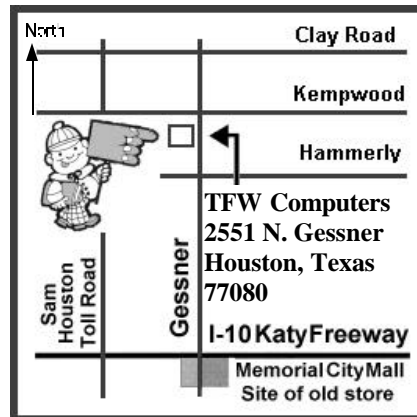 North
Clay Road
Kempwood
Hammerly
TFW Computers
2551 N. Gessner
Houston, Texas
77080
Sam
Houston
Toll Road
Gessner
I-10 Katy Freeway
Memorial City Mall
Site of old store